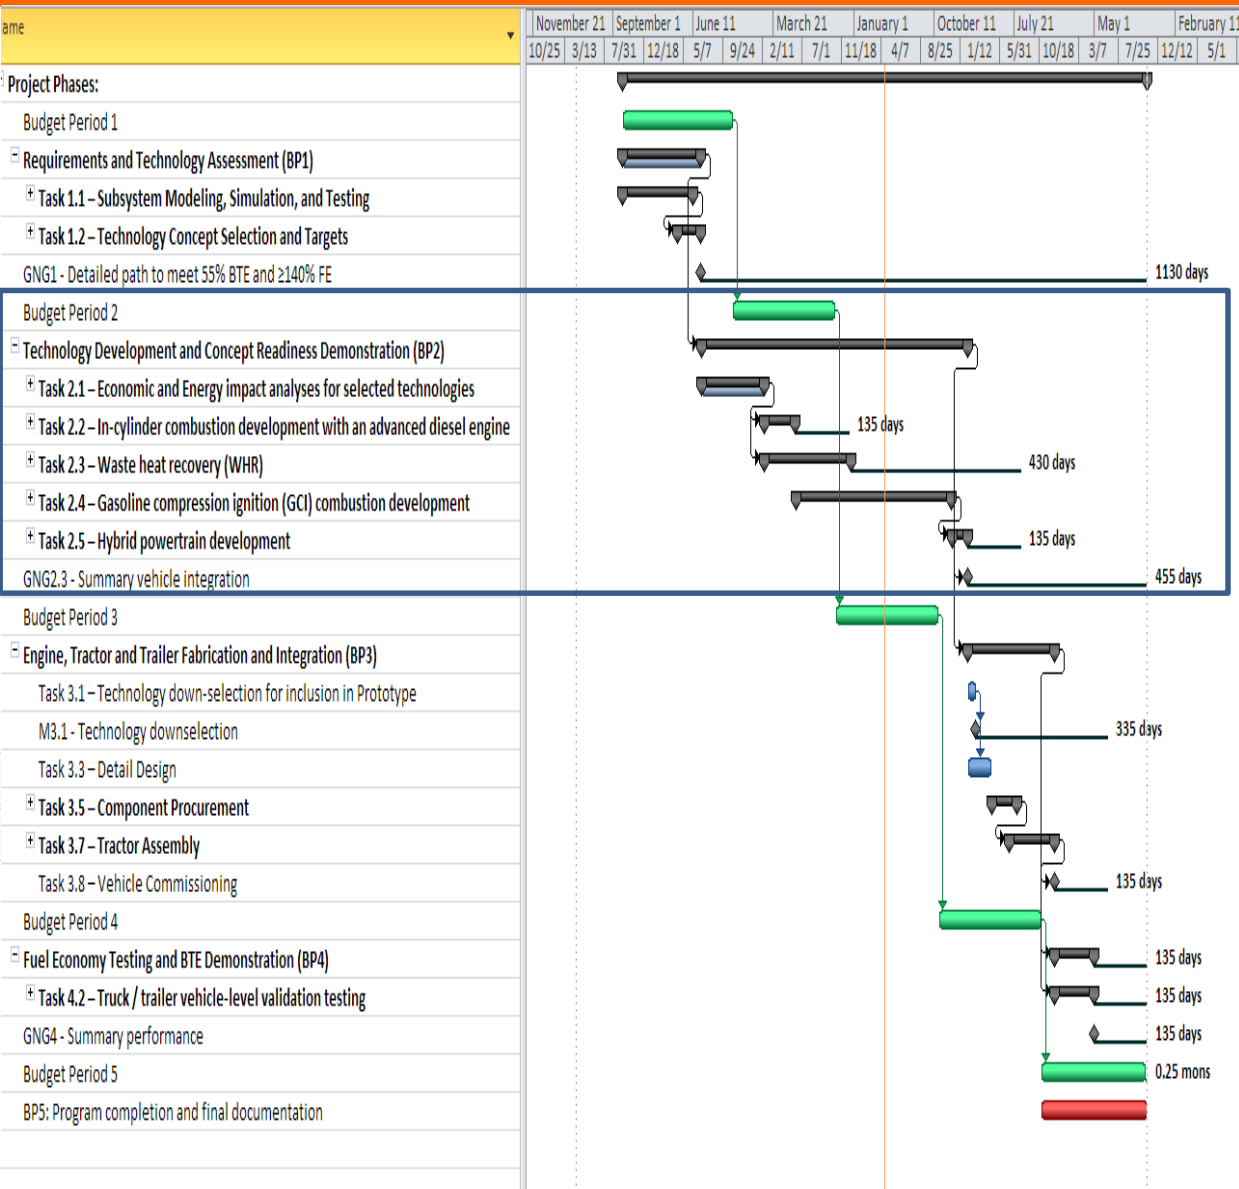 ame
November 21 September 1 June 11 March 21 January 1 October 11 July 21 May 1 February 11
10/25 3/13 7/31 12/18 5/7 9/24 2/11 7/1 11/18 4/7 8/25 1/12 5/31 10/18 3/7 7/25 12/12 5/1
Project Phases:
Budget Period 1
Requirements and Technology Assessment (BP1)
Task 1.1 – Subsystem Modeling, Simulation, and Testing
Task 1.2 – Technology Concept Selection and Targets
GNG1 - Detailed path to meet 55% BTE and ≥140% FE 1130 days
Budget Period 2
Technology Development and Concept Readiness Demonstration (BP2)
Task 2.1 – Economic and Energy impact analyses for selected technologies
Task 2.2 – In-cylinder combustion development with an advanced diesel engine 135 days
Task 2.3 – Waste heat recovery (WHR) 430 days
Task 2.4 – Gasoline compression ignition (GCI) combustion development
Task 2.5 – Hybrid powertrain development 135 days
GNG2.3 - Summary vehicle integration 455 days
Budget Period 3
Engine, Tractor and Trailer Fabrication and Integration (BP3)
Task 3.1 – Technology down-selection for inclusion in Prototype
M3.1 - Technology downselection 335 days
Task 3.3 – Detail Design
Task 3.5 – Component Procurement
Task 3.7 – Tractor Assembly
Task 3.8 – Vehicle Commissioning 135 days
Budget Period 4
Fuel Economy Testing and BTE Demonstration (BP4) 135 days
Task 4.2 – Truck / trailer vehicle-level validation testing 135 days
GNG4 - Summary performance 135 days
Budget Period 5 0.25 mons
BP5: Program completion and final documentation